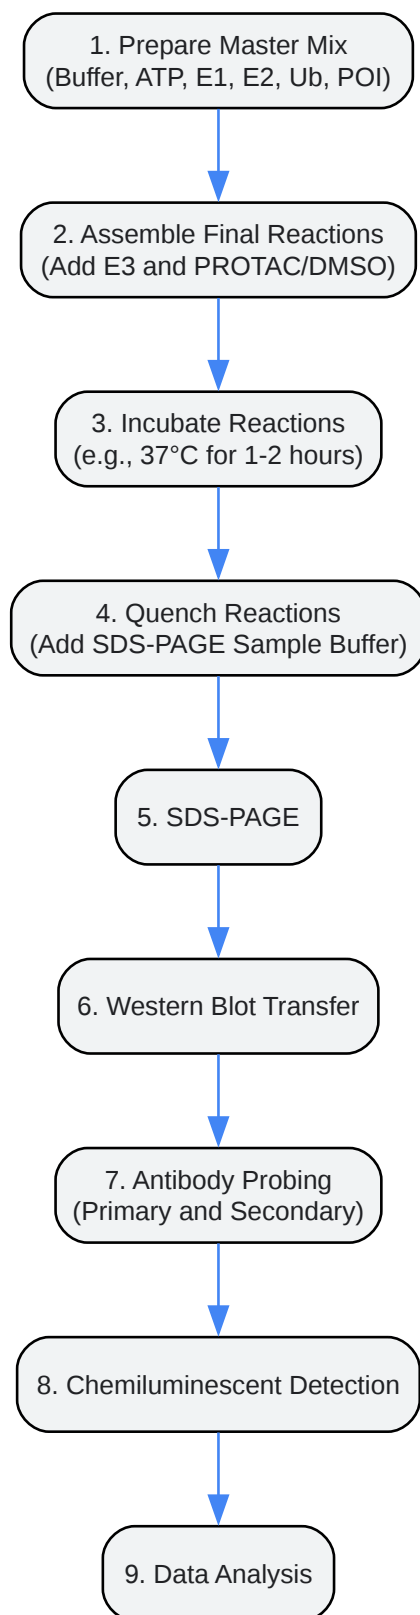 1. Prepare Master Mix
(Buffer, ATP, E1, E2, Ub, POI)
2. Assemble Final Reactions
(Add E3 and PROTAC/DMSO)
3. Incubate Reactions
(e.g., 37°C for 1-2 hours)
4. Quench Reactions
(Add SDS-PAGE Sample Buffer)
5. SDS-PAGE
6. Western Blot Transfer
7. Antibody Probing
(Primary and Secondary)
8. Chemiluminescent Detection
9. Data Analysis